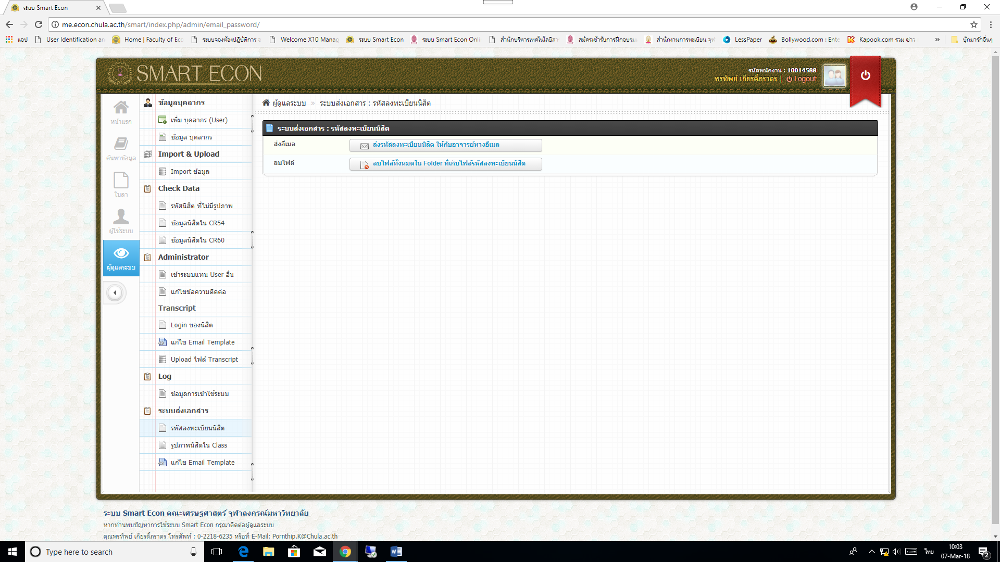 ระบบ Smart Econ
me.econ.chula.ac.th/smart/index.php/admin/email_password/
แอป
User Identification an
Home | Faculty of Ecc
ระบบจองห้องปฏิบัติการ อ
Welcome X10 Manag
ระบบ Smart Econ
ระบบ Smart Econ Onli
สำนักบริหารเทคโนโลยีสา
สมัครเข้ารับการฝึกอบรม
สำนักงานการทะเบียน จุฬ
LessPaper
Bollywood.com : Ente
Kapook.com รวม ข่าว
»
บุ๊กมาร์กอื่นๆ
SMART ECON
รหัสพนักงาน : 10014588
พรทิพย์ เกียรติ์ภราดร | Logout
หน้าแรก
ค้นหาข้อมูล
ใบลา
ผู้ใช้ระบบ
ผู้ดูแลระบบ
ข้อมูลบุคลากร
เพิ่ม บุคลากร (User)
ข้อมูล บุคลากร
Import & Upload
Import ข้อมูล
Check Data
รหัสนิสิต ที่ไม่มีรูปภาพ
ข้อมูลนิสิตใน CR54
ข้อมูลนิสิตใน CR60
Administrator
เข้าระบบแทน User อื่น
แก้ไขข้อความติดต่อ
Transcript
Login ของนิสิต
แก้ไข Email Template
Upload ไฟล์ Transcript
Log
ข้อมูลการเข้าใช้ระบบ
ระบบส่งเอกสาร
รหัสลงทะเบียนนิสิต
รูปภาพนิสิตใน Class
แก้ไข Email Template
ผู้ดูแลระบบ » ระบบส่งเอกสาร : รหัสลงทะเบียนนิสิต
ระบบส่งเอกสาร : รหัสลงทะเบียนนิสิต
ส่งอีเมล
ส่งรหัสลงทะเบียนนิสิต ให้กับอาจารย์ทางอีเมล
ลบไฟล์
ลบไฟล์ทั้งหมดใน Folder ที่เก็บไฟล์รหัสลงทะเบียนนิสิต
ระบบ Smart Econ คณะเศรษฐศาสตร์ จุฬาลงกรณ์มหาวิทยาลัย
หากท่านพบปัญหาการใช้ระบบ Smart Econ กรุณาติดต่อผู้ดูแลระบบ
คุณพรทิพย์ เกียรติ์ภราดร โทรศัพท์ : 0-2218-6235 หรือที่ E-Mail: Pornthip.K@Chula.ac.th
Type here to search
ไทย
10:03
07-Mar-18
2